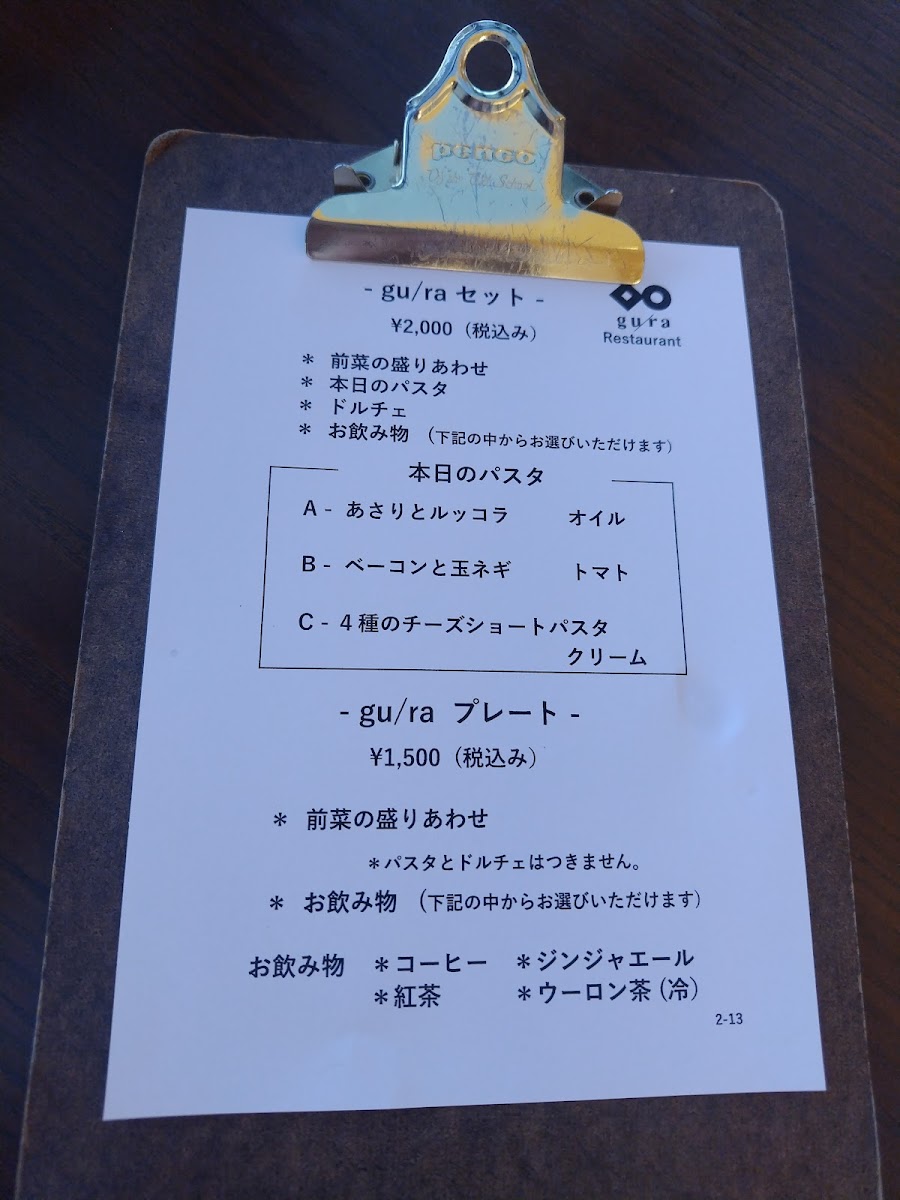 penco
- gu/ra セット -
¥2,000（税込み）
gu/ra
Restaurant
＊ 前菜の盛りあわせ
＊ 本日のパスタ
＊ ドルチェ
＊ お飲み物 （下記の中からお選びいただけます）
本日のパスタ
A - あさりとルッコラ オイル
B - ベーコンと玉ネギ トマト
C - ４種のチーズショートパスタ
クリーム
- gu/ra プレート -
¥1,500（税込み）
＊ 前菜の盛りあわせ
＊パスタとドルチェはつきません。
＊ お飲み物 （下記の中からお選びいただけます）
お飲み物 ＊コーヒー ＊ジンジャエール
＊紅茶 ＊ウーロン茶（冷）
2-13